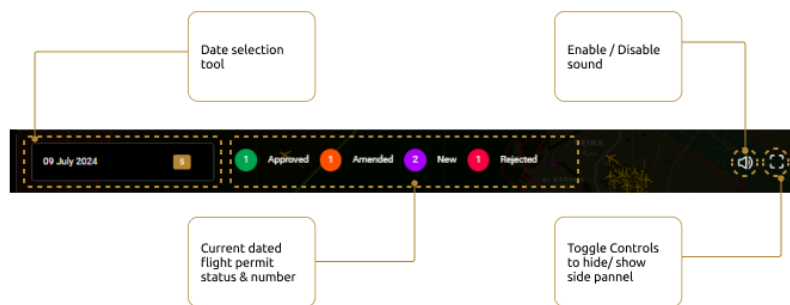 Date selection
tool
Enable / Disable
sound
09 July 2024
5
1 Approved 1 Amended 2 New 1 Rejected
Current dated
flight permit
status & number
Toggle Controls
to hide/ show
side pannel